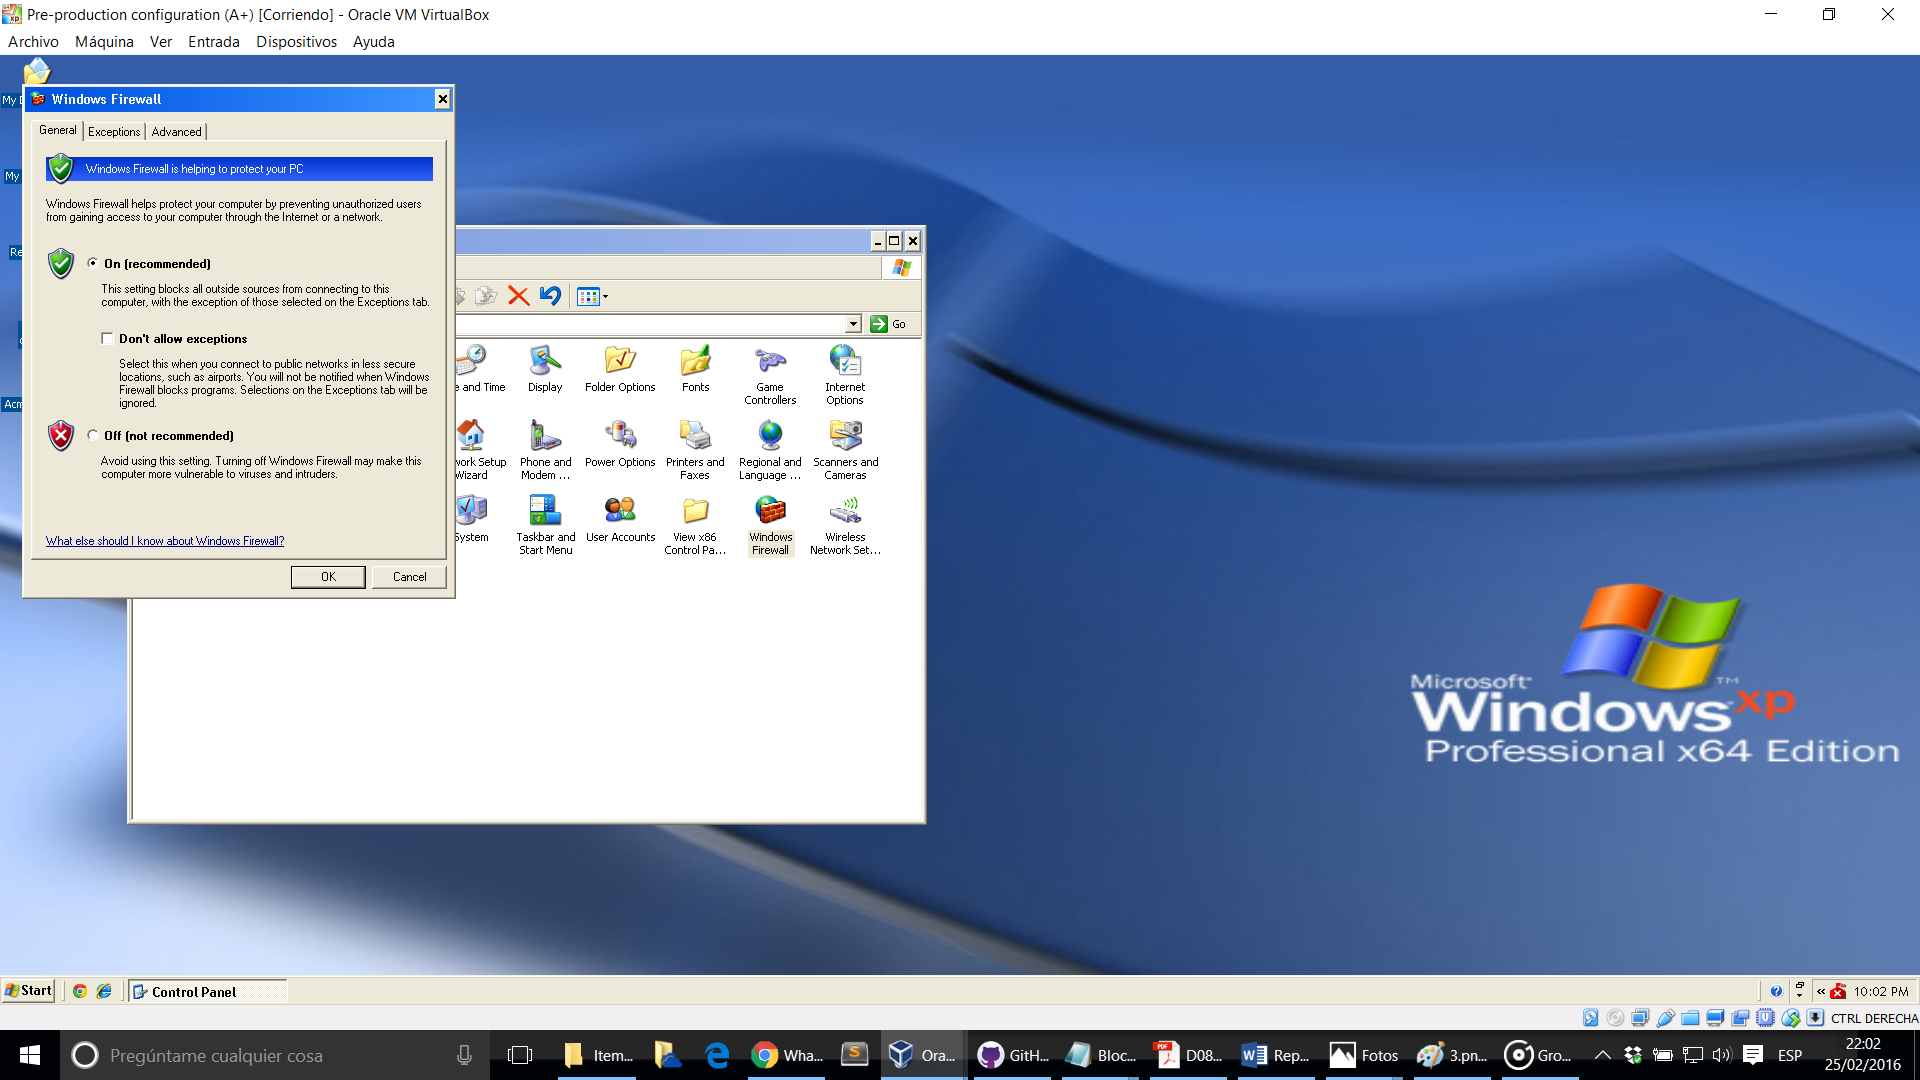 Pre-production configuration (A+) [Corriendo] - Oracle VM VirtualBox
Archivo Máquina Ver Entrada Dispositivos Ayuda
My
Windows Firewall
General Exceptions Advanced
Windows Firewall is helping to protect your PC
My
Windows Firewall helps protect your computer by preventing unauthorized users
from gaining access to your computer through the Internet or a network.
Re
On (recommended)
This setting blocks all outside sources from connecting to this
computer, with the exception of those selected on the Exceptions tab.
Don't allow exceptions
Select this when you connect to public networks in less secure
locations, such as airports. You will not be notified when Windows
Firewall blocks programs. Selections on the Exceptions tab will be
ignored.
Acm
Off (not recommended)
Avoid using this setting. Turning off Windows Firewall may make this
computer more vulnerable to viruses and intruders.
What else should I know about Windows Firewall?
OK Cancel
Go
e and Time Display Folder Options Fonts Game
Controllers Internet
Options
work Setup
Wizard Phone and
Modem ... Power Options Printers and
Faxes Regional and
Language ... Scanners and
Cameras
System Taskbar and
Start Menu User Accounts View x86
Control Pa... Windows
Firewall Wireless
Network Set...
Microsoft
Windows xp TM
Professional x64 Edition
Start Control Panel « 10:02 PM
CTRL DERECHA
Pregúntame cualquier cosa Item... Wha... Ora... GitH... Bloc... D08... Rep... Fotos 3.pn... Gro... ESP 22:02
25/02/2016